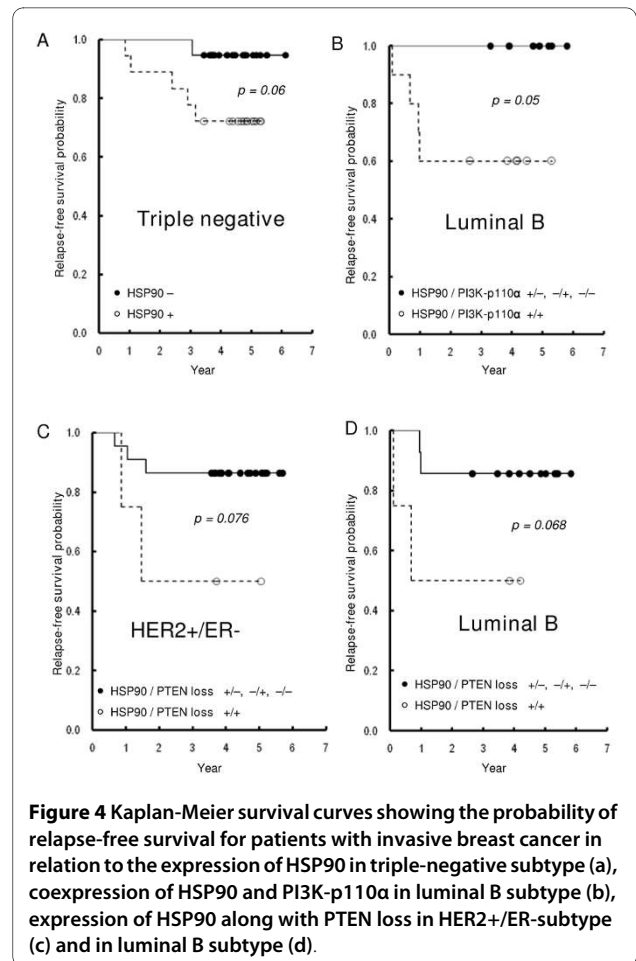 A
Relapse-free survival probability
1.0
0.8
0.6
0.4
0.2
0.0
p = 0.06
Triple negative
HSP90 –
HSP90 +
0 1 2 3 4 5 6 7
Year
B
Relapse-free survival probability
1.0
0.8
0.6
0.4
0.2
0.0
p = 0.05
Luminal B
HSP90 / PI3K-p110α +/–, –/+, –/–
HSP90 / PI3K-p110α +/+
0 1 2 3 4 5 6 7
Year
C
Relapse-free survival probability
1.0
0.8
0.6
0.4
0.2
0.0
p = 0.076
HER2+/ER-
HSP90 / PTEN loss +/–, –/+, –/–
HSP90 / PTEN loss +/+
0 1 2 3 4 5 6 7
Year
D
Relapse-free survival probability
1.0
0.8
0.6
0.4
0.2
0.0
p = 0.068
Luminal B
HSP90 / PTEN loss +/–, –/+, –/–
HSP90 / PTEN loss +/+
0 1 2 3 4 5 6 7
Year
Figure 4 Kaplan-Meier survival curves showing the probability of
relapse-free survival for patients with invasive breast cancer in
relation to the expression of HSP90 in triple-negative subtype (a),
coexpression of HSP90 and PI3K-p110α in luminal B subtype (b),
expression of HSP90 along with PTEN loss in HER2+/ER-subtype
(c) and in luminal B subtype (d).